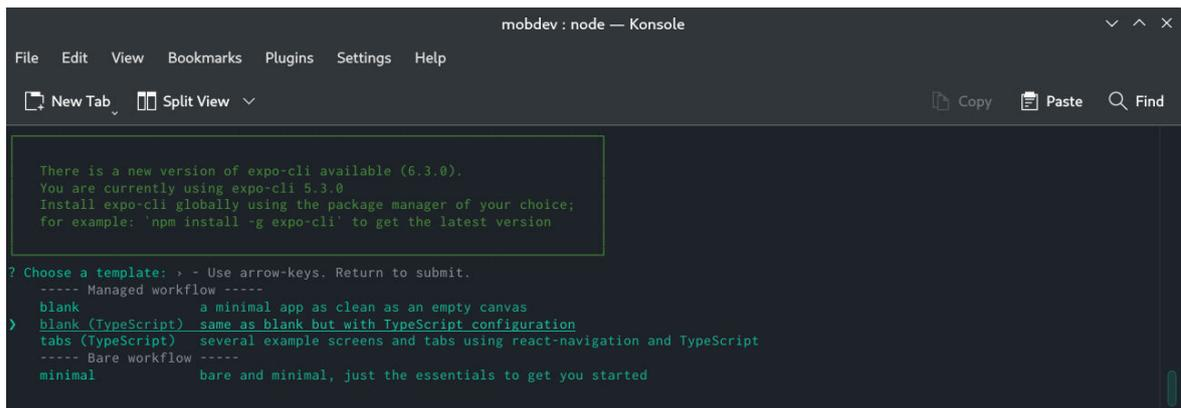 mobdev : node — Konsole
File Edit View Bookmarks Plugins Settings Help
New Tab Split View Copy Paste Find
There is a new version of expo-cli available (6.3.0).
You are currently using expo-cli 5.3.0
Install expo-cli globally using the package manager of your choice;
for example: `npm install -g expo-cli` to get the latest version
? Choose a template: › - Use arrow-keys. Return to submit.
----- Managed workflow -----
blank a minimal app as clean as an empty canvas
❯ blank (TypeScript) same as blank but with TypeScript configuration
tabs (TypeScript) several example screens and tabs using react-navigation and TypeScript
----- Bare workflow -----
minimal bare and minimal, just the essentials to get you started